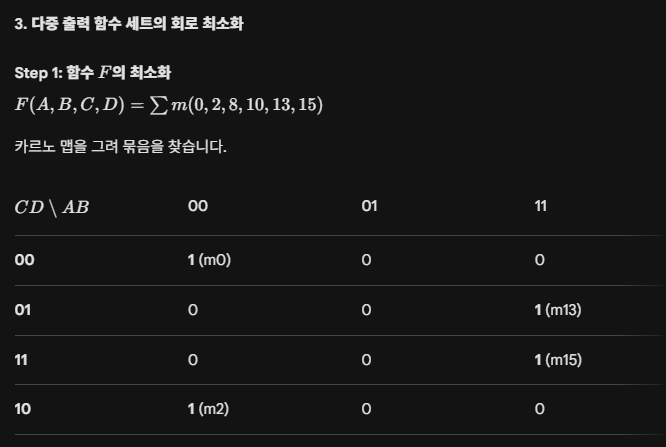 3. 다중 출력 함수 세트의 회로 최소화
Step 1: 함수 F의 최소화
F(A, B, C, D) = ∑ m(0, 2, 8, 10, 13, 15)
카르노 맵을 그려 묶음을 찾습니다.
CD \ AB 00 01 11
00 1 (m0) 0 0
01 0 0 1 (m13)
11 0 0 1 (m15)
10 1 (m2) 0 0